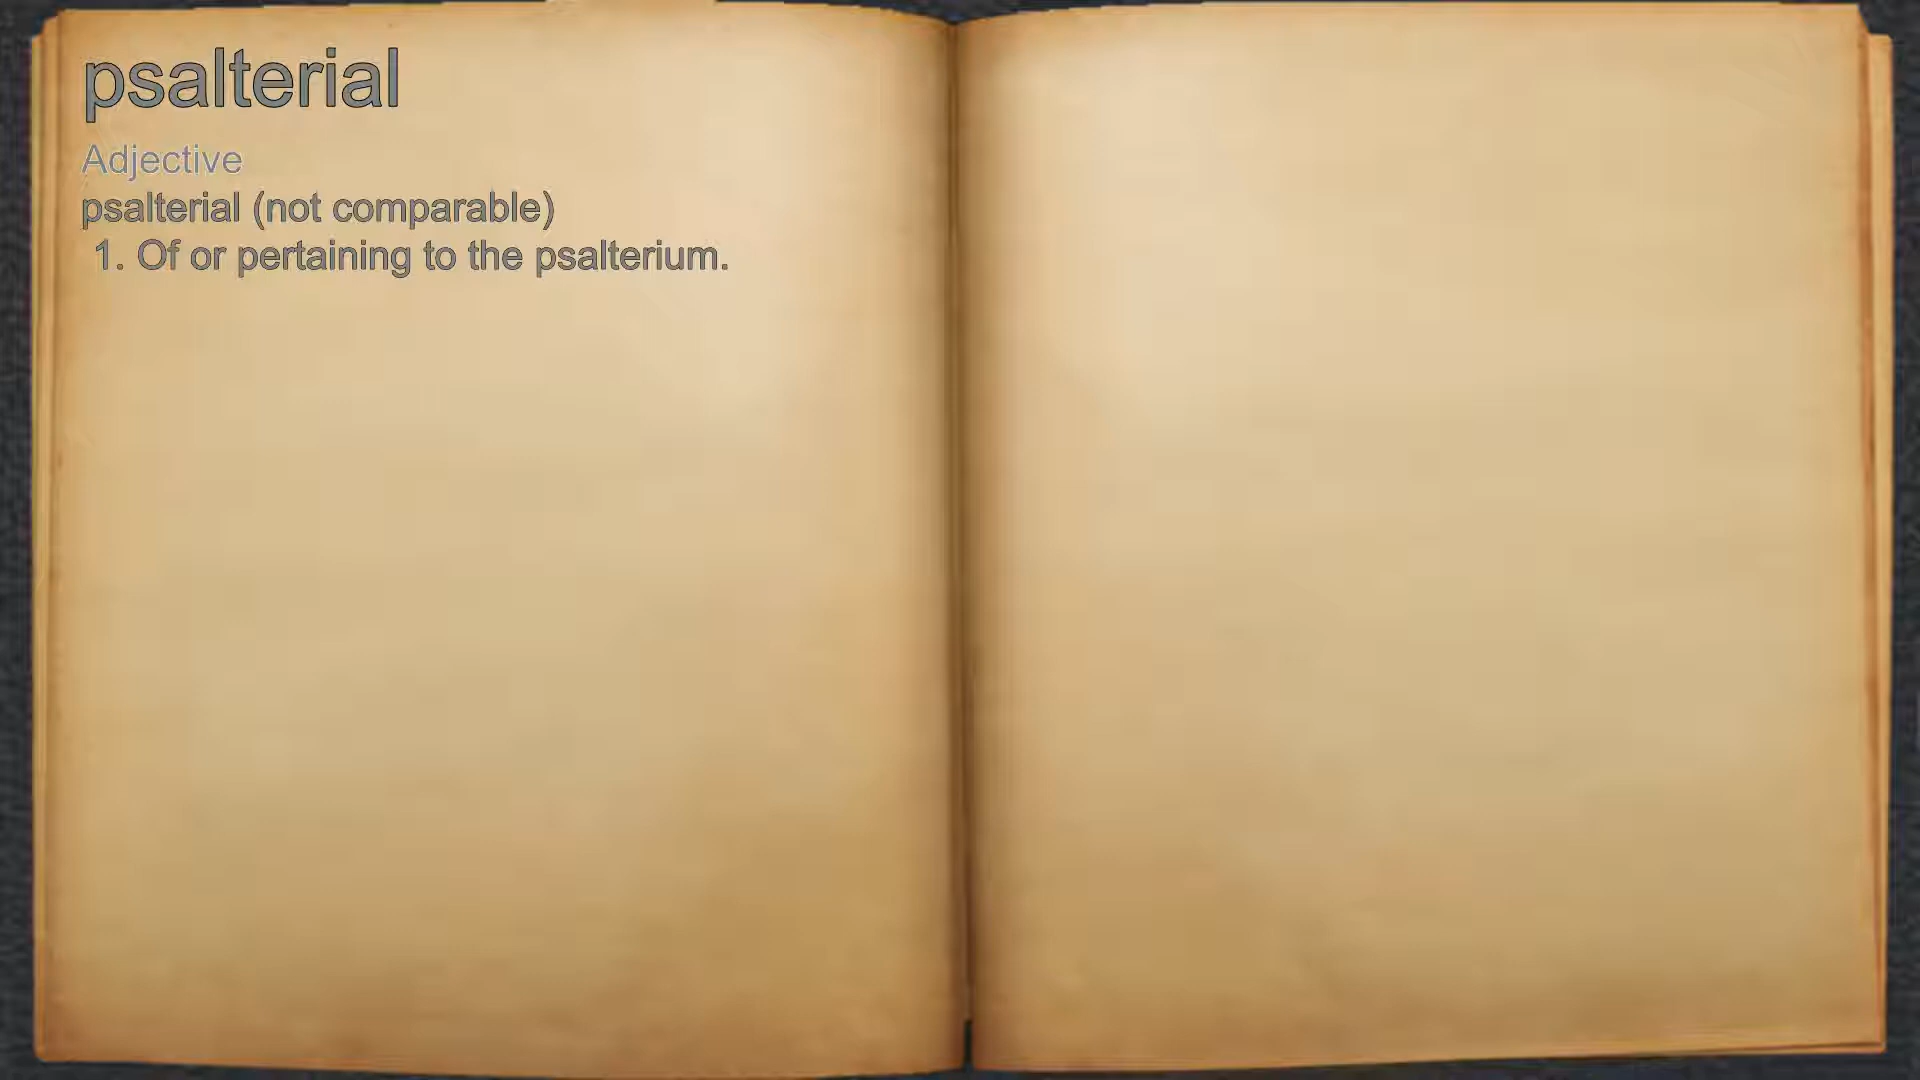 psalterial
Adjective
psalterial (not comparable)
1. Of or pertaining to the psalterium.